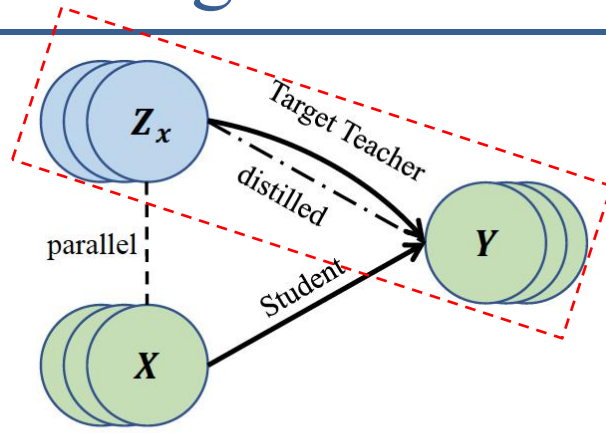 Z_x
Target Teacher
distilled
Y
parallel
Student
X